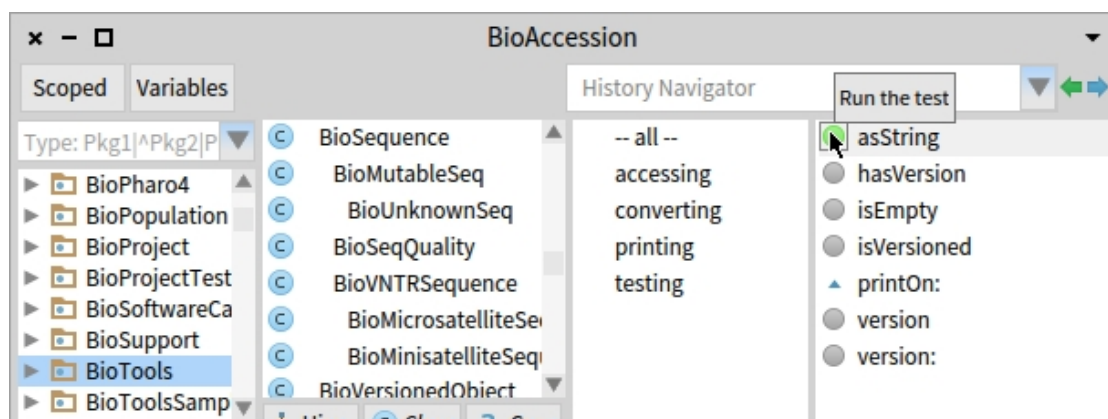 BioAccession
Scoped
Variables
History Navigator
Run the test
Type: Pkg1|^Pkg2|P
BioPharo4
BioPopulation
BioProject
BioProjectTest
BioSoftwareCa
BioSupport
BioTools
BioToolsSamp
C BioSequence
C BioMutableSeq
C BioUnknownSeq
C BioSeqQuality
C BioVNTRSequence
C BioMicrosatelliteSe
C BioMinisatelliteSequ
C BioVersionedObject
-- all --
accessing
converting
printing
testing
asString
hasVersion
isEmpty
isVersioned
printOn:
version
version: